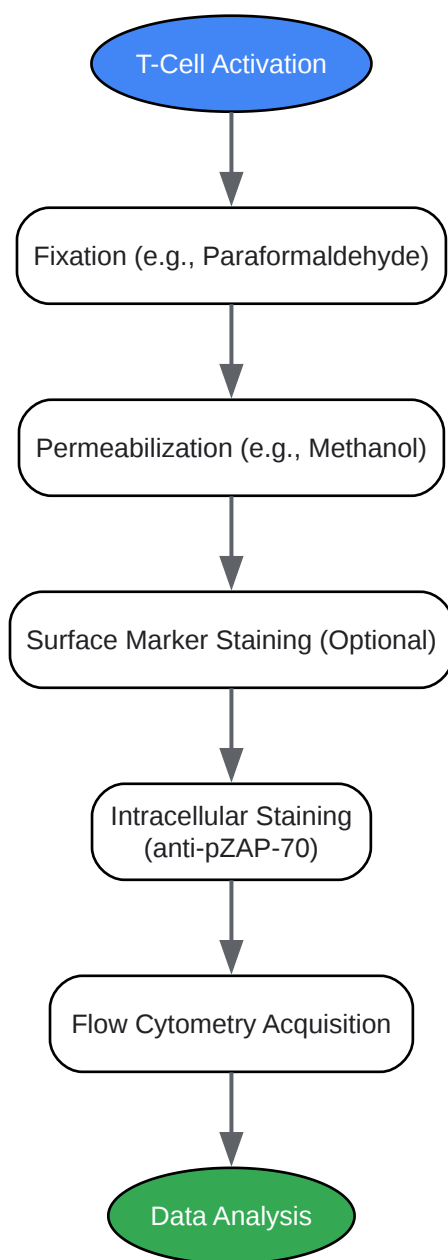 T-Cell Activation
Fixation (e.g., Paraformaldehyde)
Permeabilization (e.g., Methanol)
Surface Marker Staining (Optional)
Intracellular Staining
(anti-pZAP-70)
Flow Cytometry Acquisition
Data Analysis